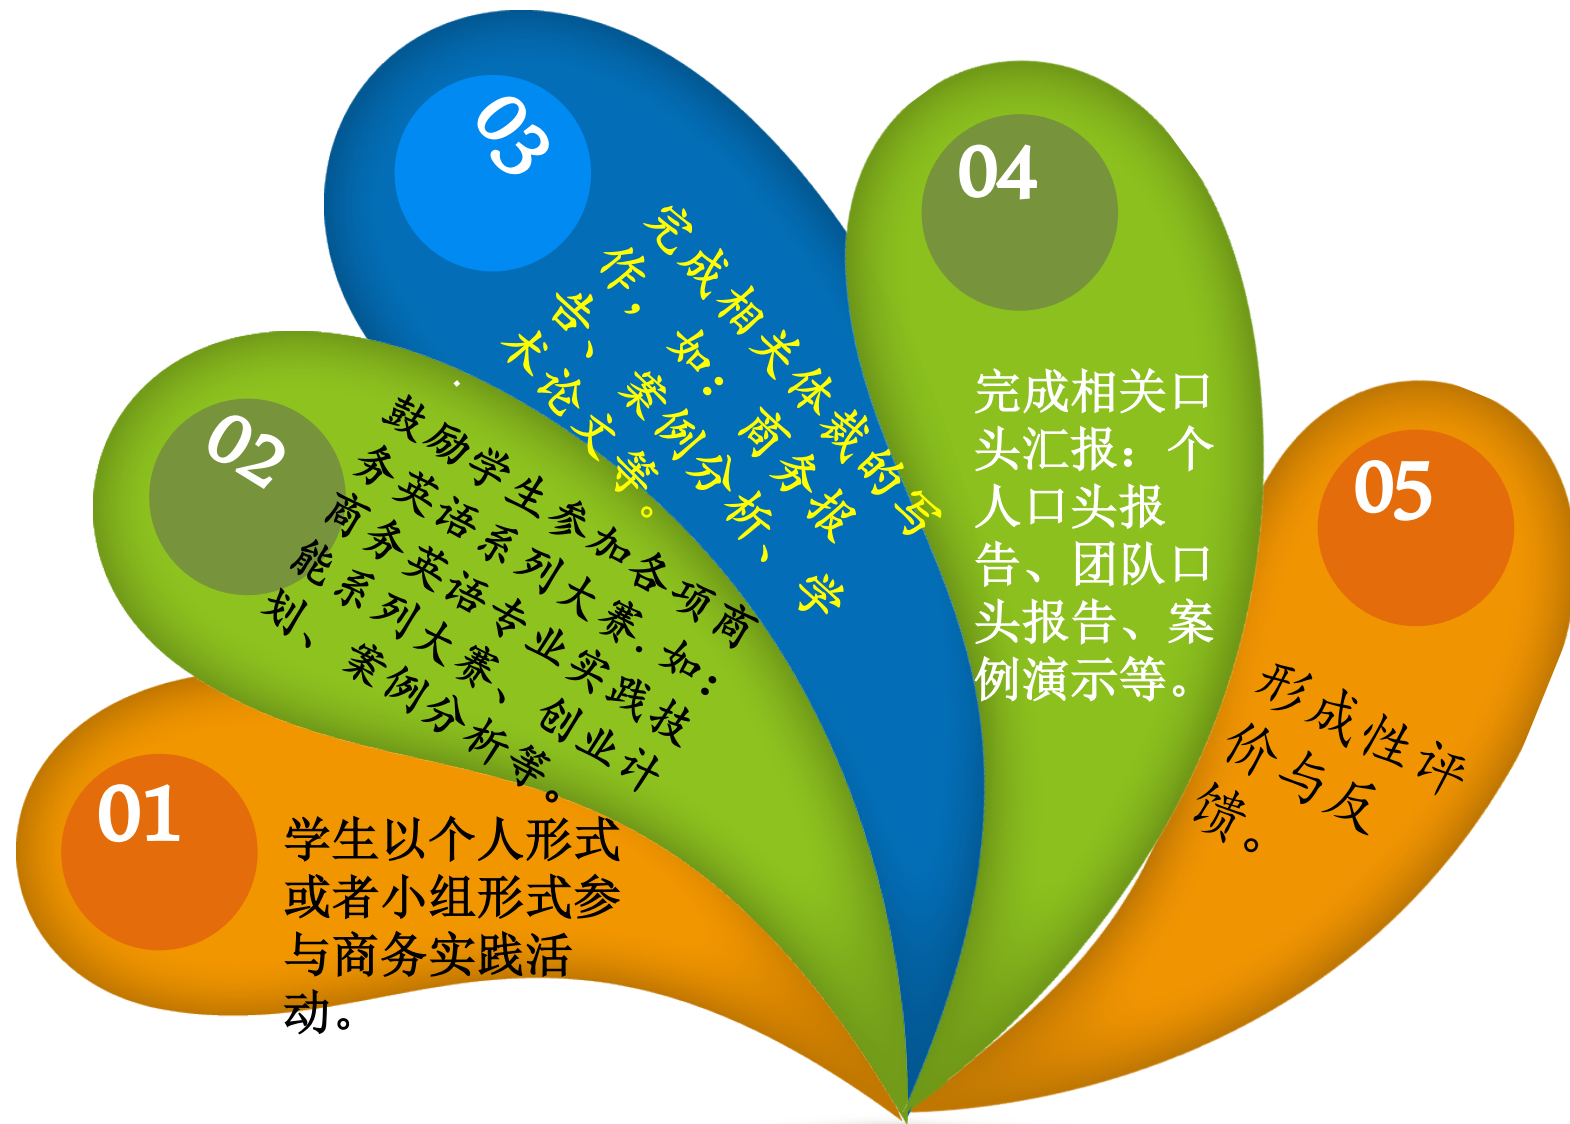 01
学生以个人形式
或者小组形式参
与商务实践活
动。
02
鼓励学生参加各项商
务英语系列大赛.如：
商务英语专业实践技
能系列大赛、创业计
划、案例分析等。
03
完成相关体裁的写
作，如：商务报
告、案例分析、学
术论文等。
04
完成相关口
头汇报：个
人口头报
告、团队口
头报告、案
例演示等。
05
形成性评
价与反
馈。